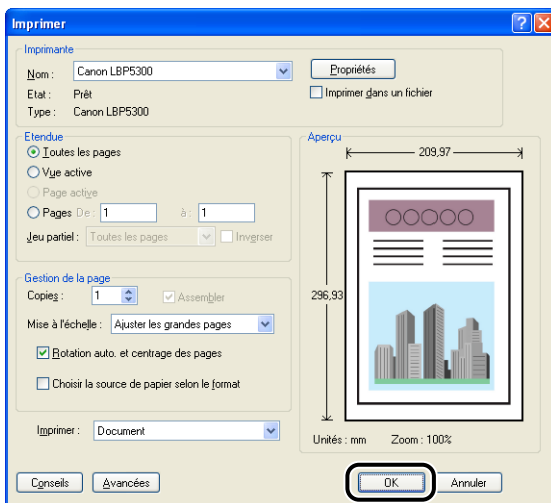 Imprimer
Imprimante
Nom : Canon LBP5300 Propriétés
Etat : Prêt Imprimer dans un fichier
Type : Canon LBP5300
Etendue
Toutes les pages
Vue active
Page active
Pages De : 1 à : 1
Jeu partiel : Toutes les pages Inverser
Aperçu
209,97
296,93
Unités : mm Zoom : 100%
Gestion de la page
Copies : 1 Assembler
Mise à l'échelle : Ajuster les grandes pages
Rotation auto. et centrage des pages
Choisir la source de papier selon le format
Imprimer : Document
Conseils Avancées OK Annuler